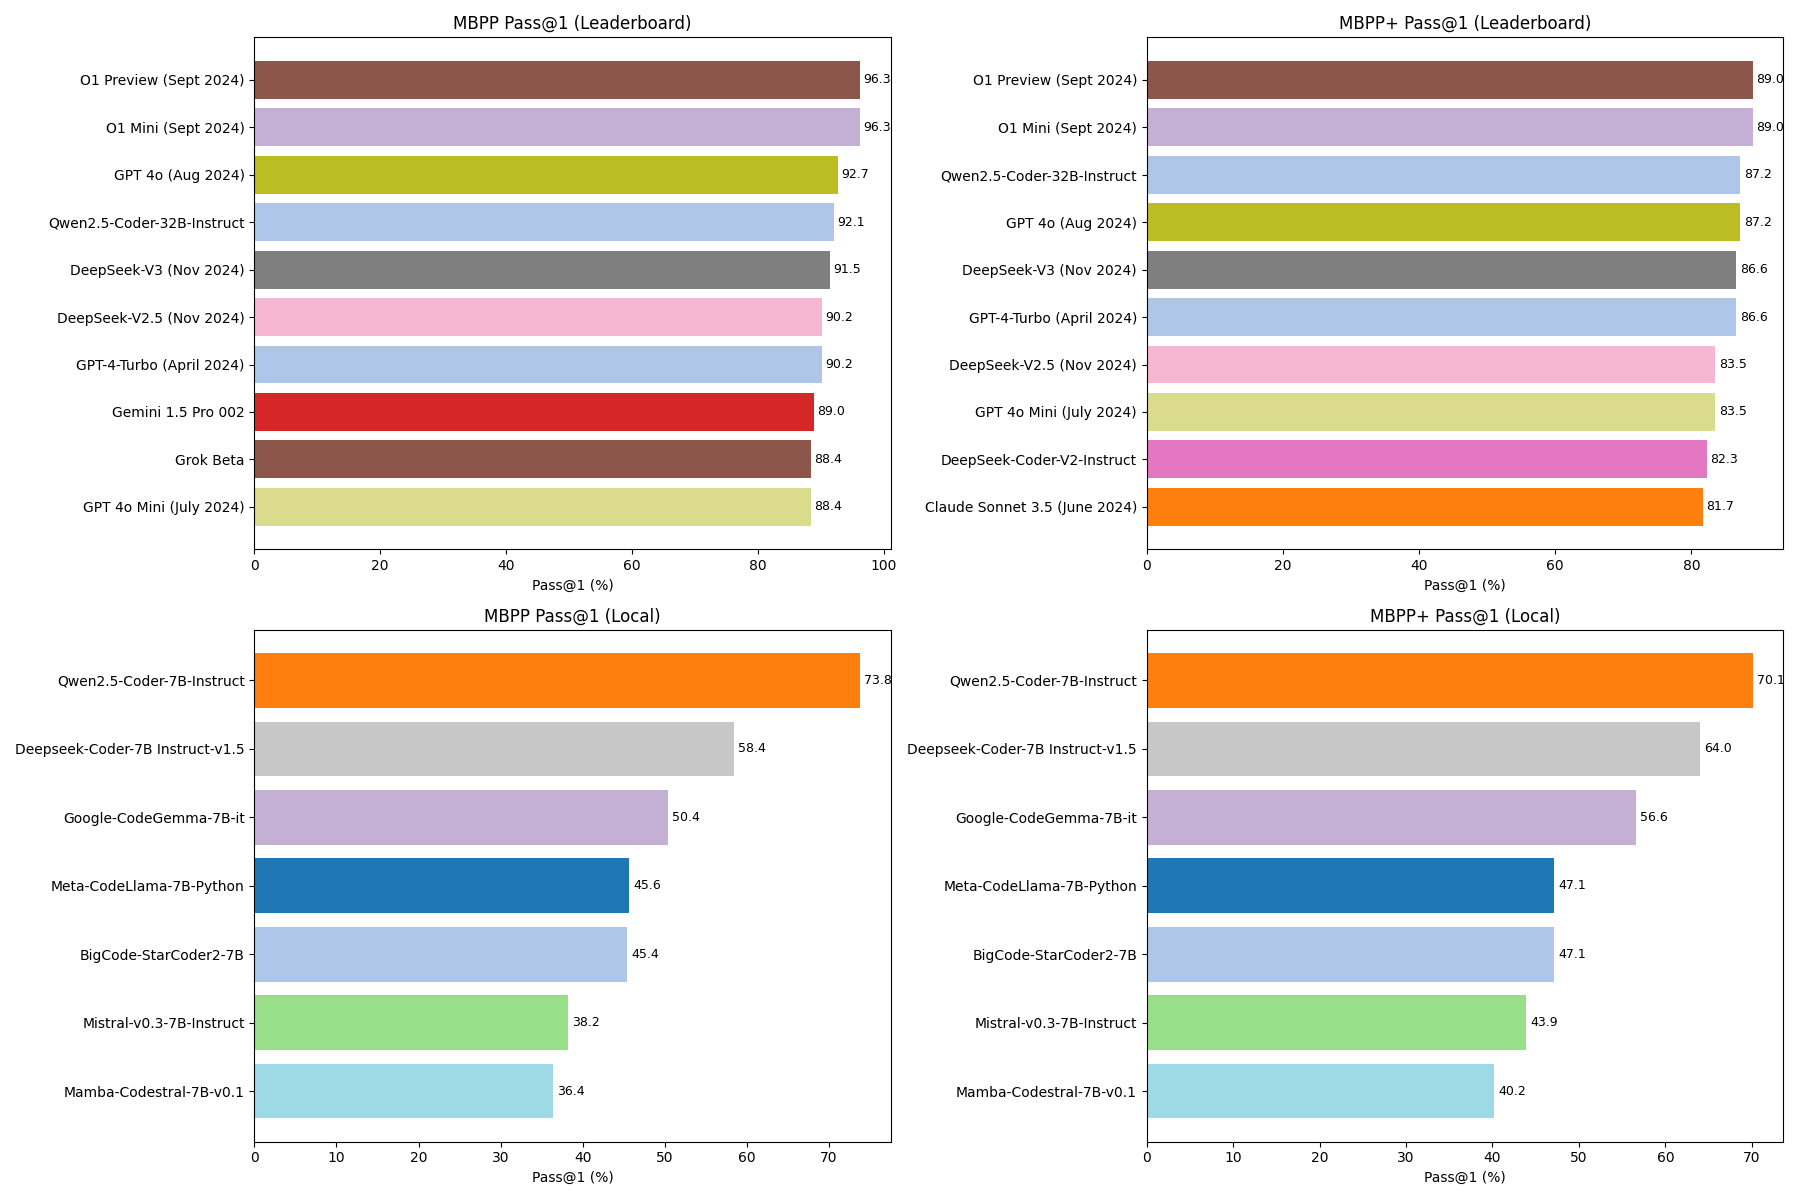 MBPP Pass@1 (Leaderboard)
O1 Preview (Sept 2024) 96.3
O1 Mini (Sept 2024) 96.3
GPT 4o (Aug 2024) 92.7
Qwen2.5-Coder-32B-Instruct 92.1
DeepSeek-V3 (Nov 2024) 91.5
DeepSeek-V2.5 (Nov 2024) 90.2
GPT-4-Turbo (April 2024) 90.2
Gemini 1.5 Pro 002 89.0
Grok Beta 88.4
GPT 4o Mini (July 2024) 88.4
0 20 40 60 80 100
Pass@1 (%)
MBPP+ Pass@1 (Leaderboard)
O1 Preview (Sept 2024) 89.0
O1 Mini (Sept 2024) 89.0
Qwen2.5-Coder-32B-Instruct 87.2
GPT 4o (Aug 2024) 87.2
DeepSeek-V3 (Nov 2024) 86.6
GPT-4-Turbo (April 2024) 86.6
DeepSeek-V2.5 (Nov 2024) 83.5
GPT 4o Mini (July 2024) 83.5
DeepSeek-Coder-V2-Instruct 82.3
Claude Sonnet 3.5 (June 2024) 81.7
0 20 40 60 80
Pass@1 (%)
MBPP Pass@1 (Local)
Qwen2.5-Coder-7B-Instruct 73.8
Deepseek-Coder-7B Instruct-v1.5 58.4
Google-CodeGemma-7B-it 50.4
Meta-CodeLlama-7B-Python 45.6
BigCode-StarCoder2-7B 45.4
Mistral-v0.3-7B-Instruct 38.2
Mamba-Codestral-7B-v0.1 36.4
0 10 20 30 40 50 60 70
Pass@1 (%)
MBPP+ Pass@1 (Local)
Qwen2.5-Coder-7B-Instruct 70.1
Deepseek-Coder-7B Instruct-v1.5 64.0
Google-CodeGemma-7B-it 56.6
Meta-CodeLlama-7B-Python 47.1
BigCode-StarCoder2-7B 47.1
Mistral-v0.3-7B-Instruct 43.9
Mamba-Codestral-7B-v0.1 40.2
0 10 20 30 40 50 60 70
Pass@1 (%)